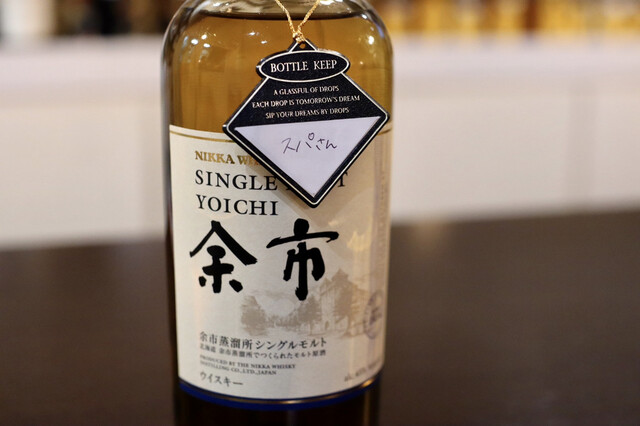 BOTTLE KEEP
A GLASSFUL OF DROPS
EACH DROP IS TOMORROW'S DREAM
SIP YOUR DREAMS BY DROPS
スパさん
NIKKA
SINGLE
YOICHI
余市
余市蒸溜所シングルモルト
北海道 余市蒸溜所でつくられたモルト原酒
PRODUCED BY THE NIKKA WHISKY
DISTILLING CO.,LTD.,JAPAN
ウイスキー